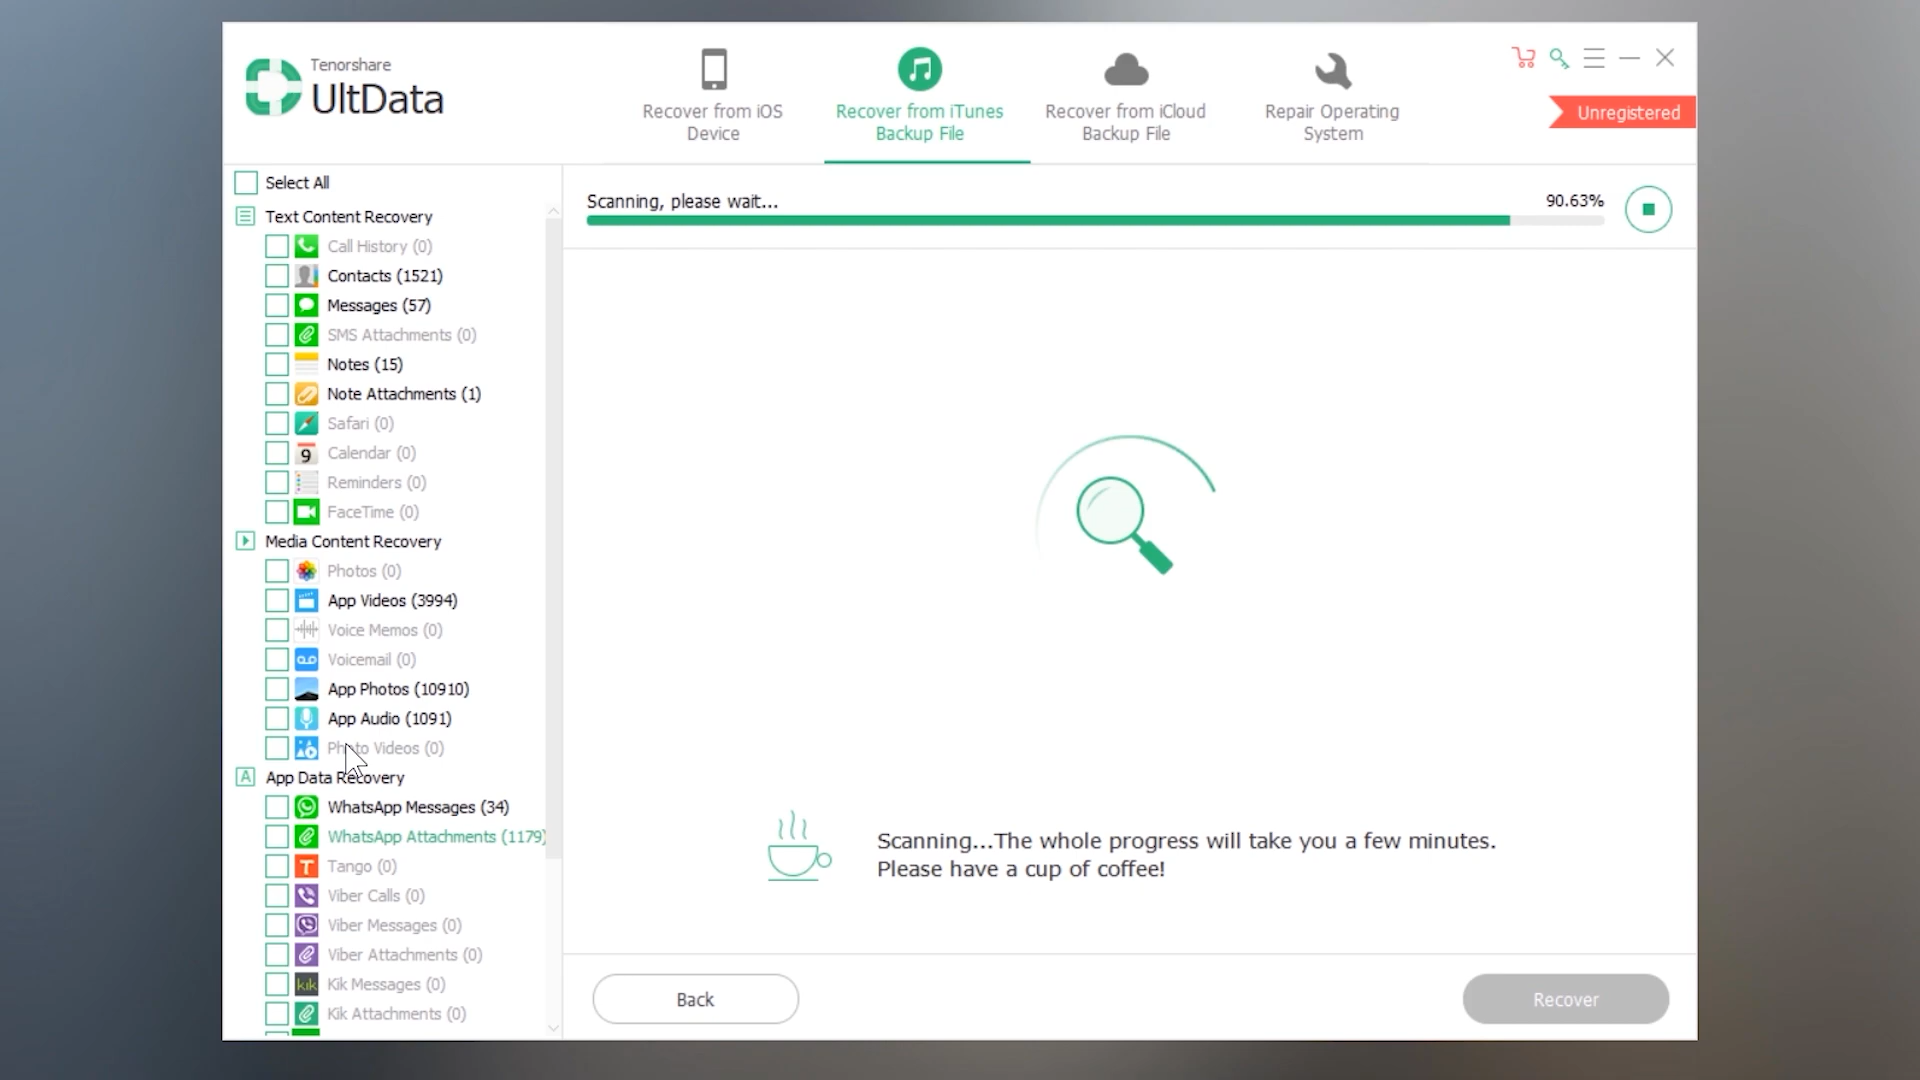 Tenorshare
UltData
Recover from iOS
Device
Recover from iTunes
Backup File
Recover from iCloud
Backup File
Repair Operating
System
Unregistered
Select All
Text Content Recovery
Call History (0)
Contacts (1521)
Messages (57)
SMS Attachments (0)
Notes (15)
Note Attachments (1)
Safari (0)
9
Calendar (0)
Reminders (0)
FaceTime (0)
Media Content Recovery
Photos (0)
App Videos (3994)
Voice Memos (0)
Voicemail (0)
App Photos (10910)
App Audio (1091)
Photo Videos (0)
A
App Data Recovery
WhatsApp Messages (34)
WhatsApp Attachments (1179)
T
Tango (0)
Viber Calls (0)
Viber Messages (0)
Viber Attachments (0)
kik
Kik Messages (0)
Kik Attachments (0)
Scanning, please wait...
90.63%
Scanning...The whole progress will take you a few minutes.
Please have a cup of coffee!
Back
Recover